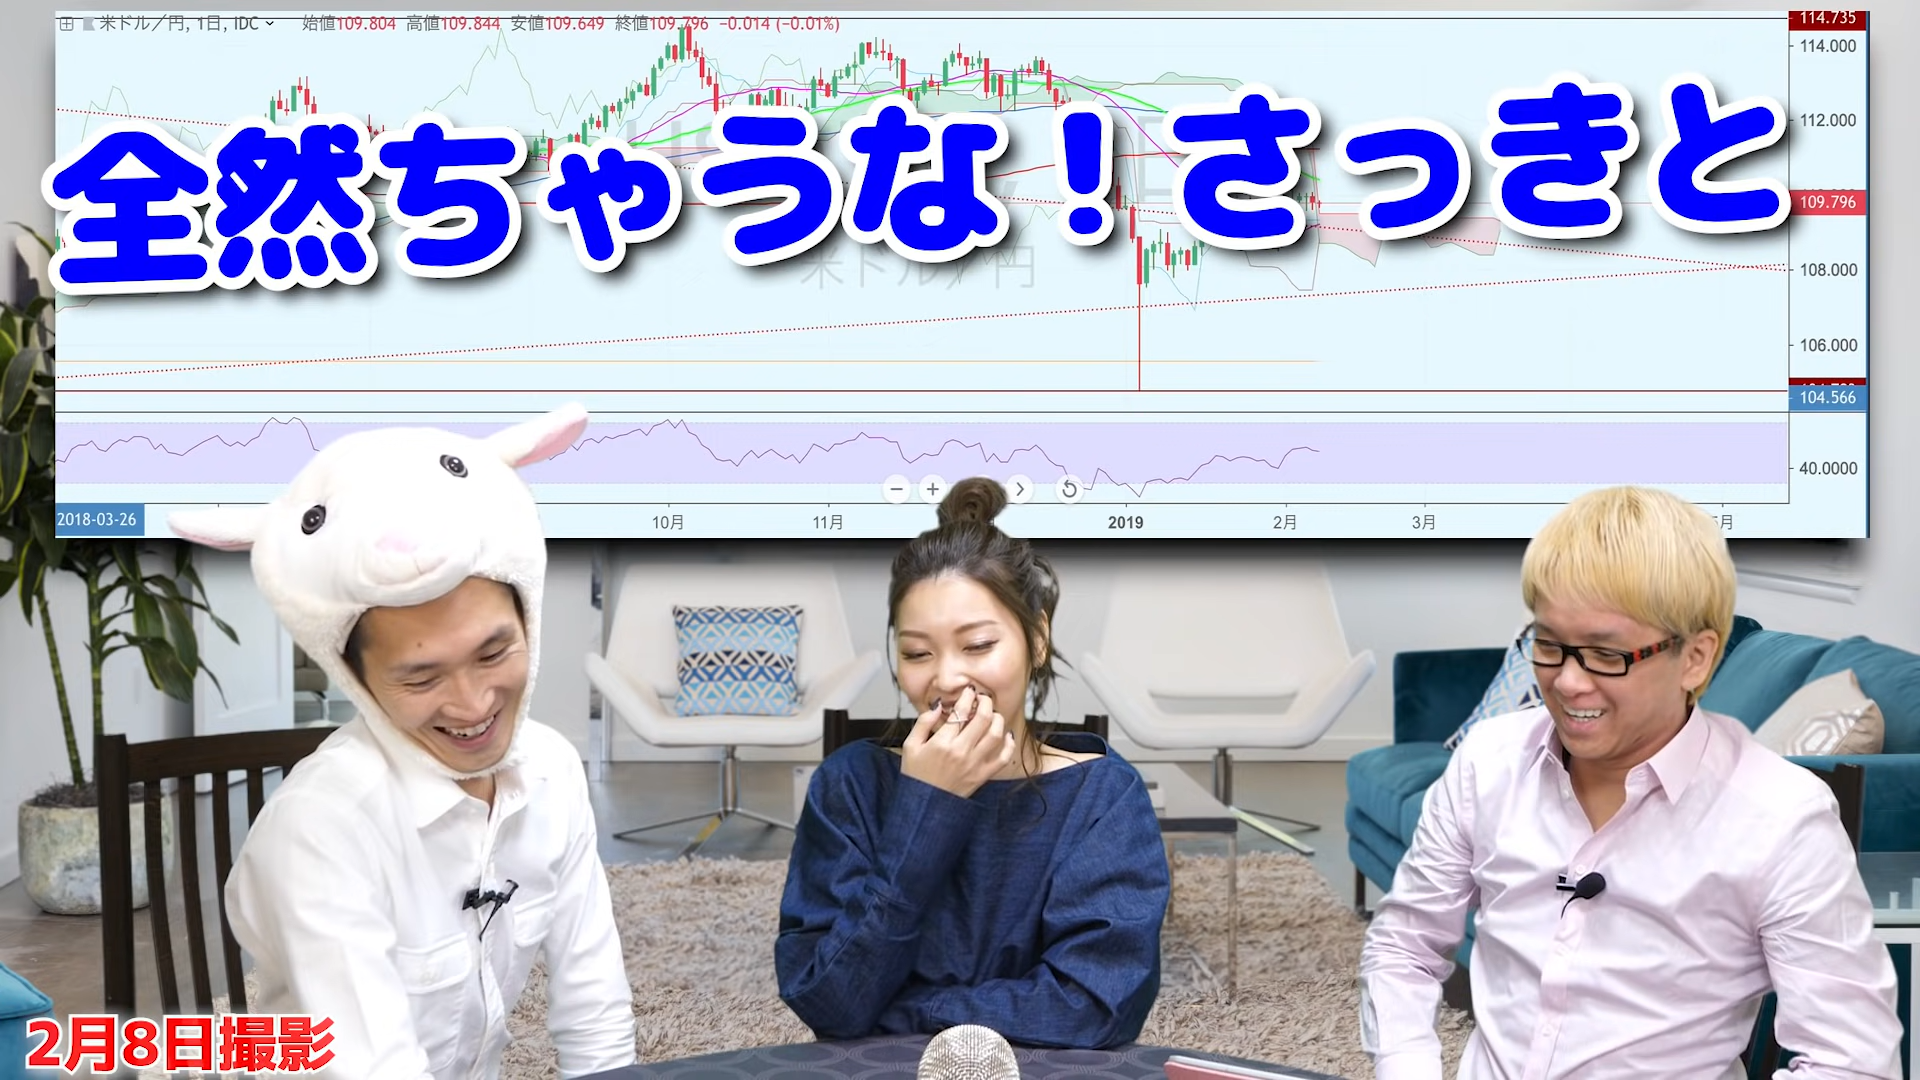 米ドル／円, 1日, IDC 始値109.804 高値109.844 安値109.649 終値109.796 −0.014 (−0.01%)
114.735
114.000
112.000
全然ちゃうな！さっきと
109.796
米ドル／円
108.000
106.000
104.566
40.0000
2018-03-26 10月 11月 2019 2月 3月
2月8日撮影